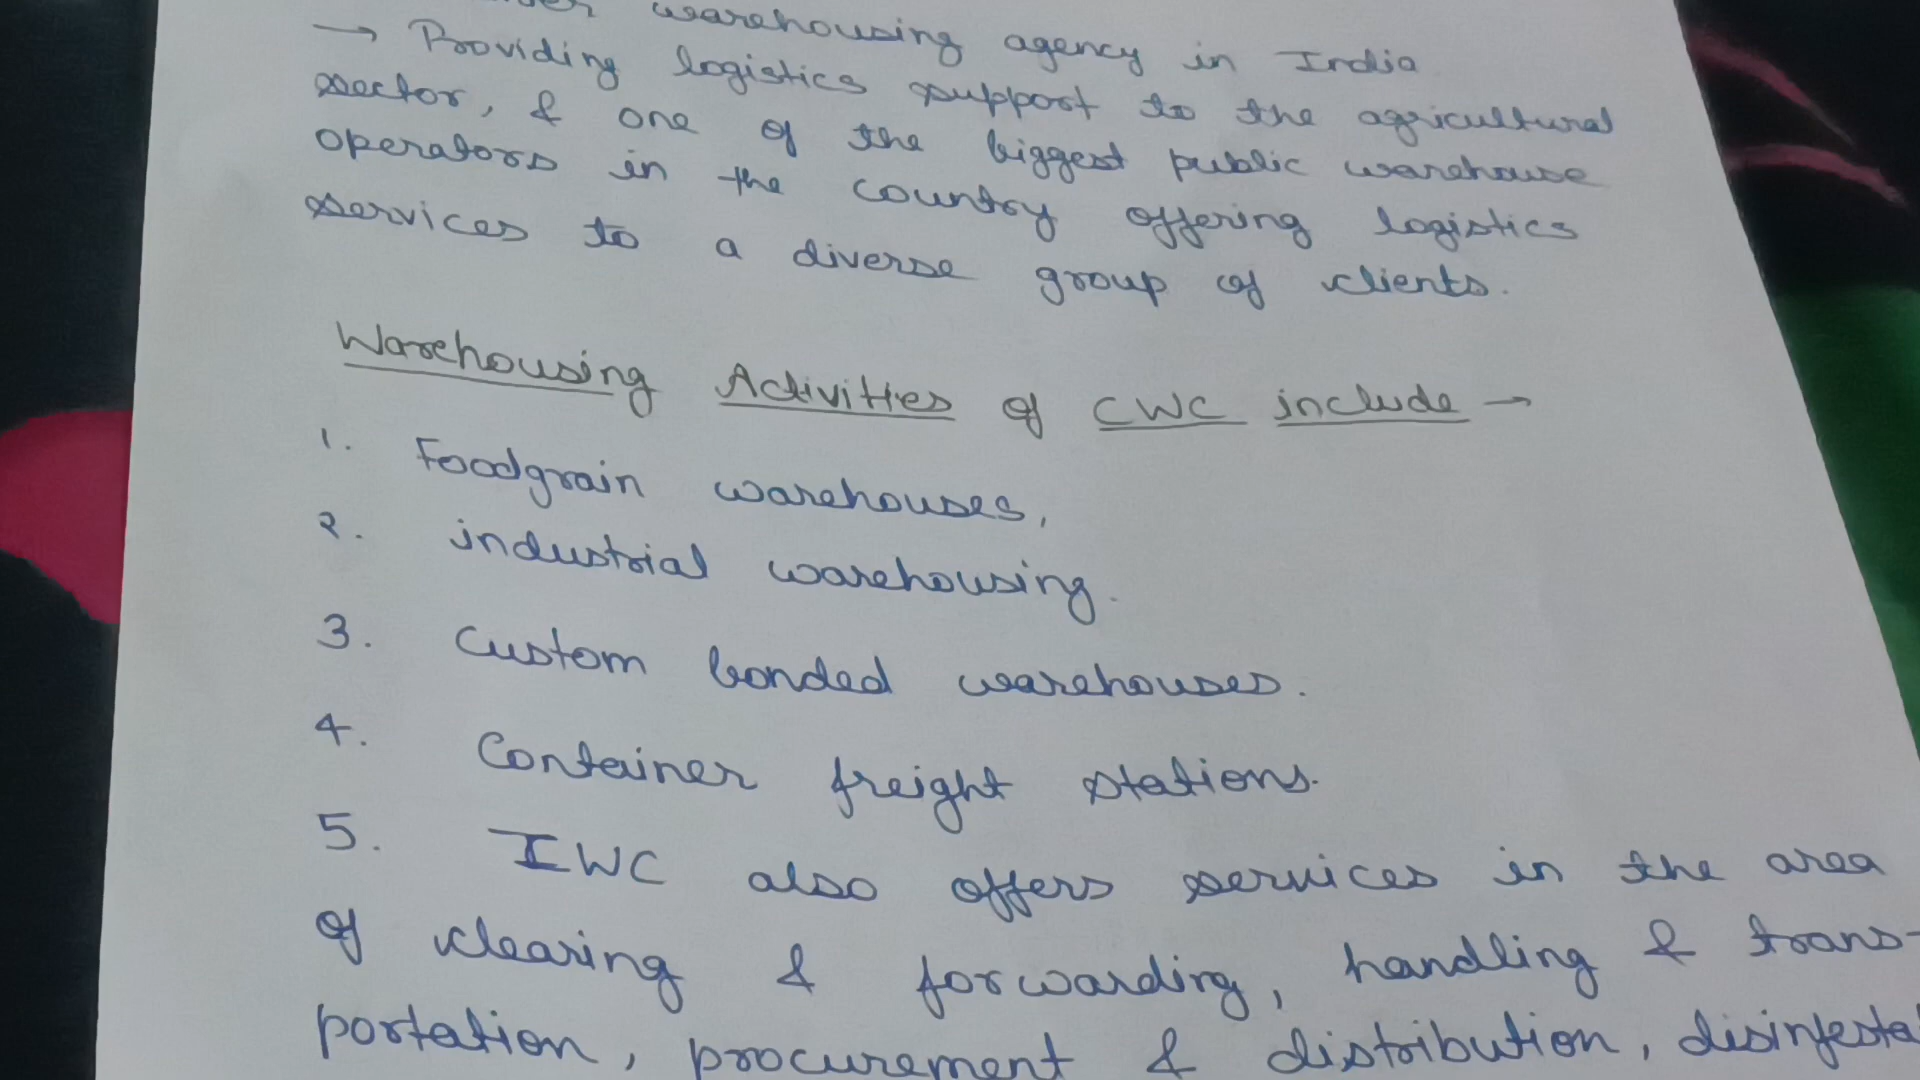 warehousing agency in India
→ Providing logistics support to the agricultural
sector, & one of the biggest public warehouse
operators in the country offering logistics
services to a diverse group of clients.
Warehousing Activities of CWC include →
1. Foodgrain warehouses,
2. industrial warehousing.
3. Custom bonded warehouses.
4. Container freight stations.
5. IWC also offers services in the area
of clearing & forwarding, handling & trans-
portation, procurement & distribution, disinfesta